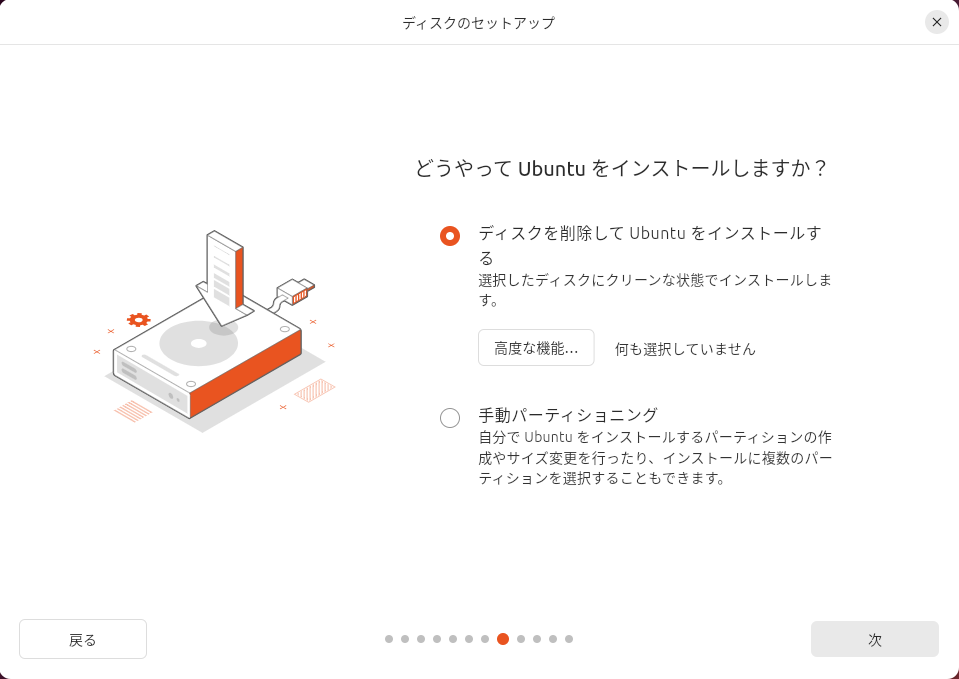 ディスクのセットアップ
どうやって Ubuntu をインストールしますか？
ディスクを削除して Ubuntu をインストールす
る
選択したディスクにクリーンな状態でインストールしま
す。
高度な機能... 何も選択していません
手動パーティショニング
自分で Ubuntu をインストールするパーティションの作
成やサイズ変更を行ったり、インストールに複数のパー
ティションを選択することもできます。
戻る 次